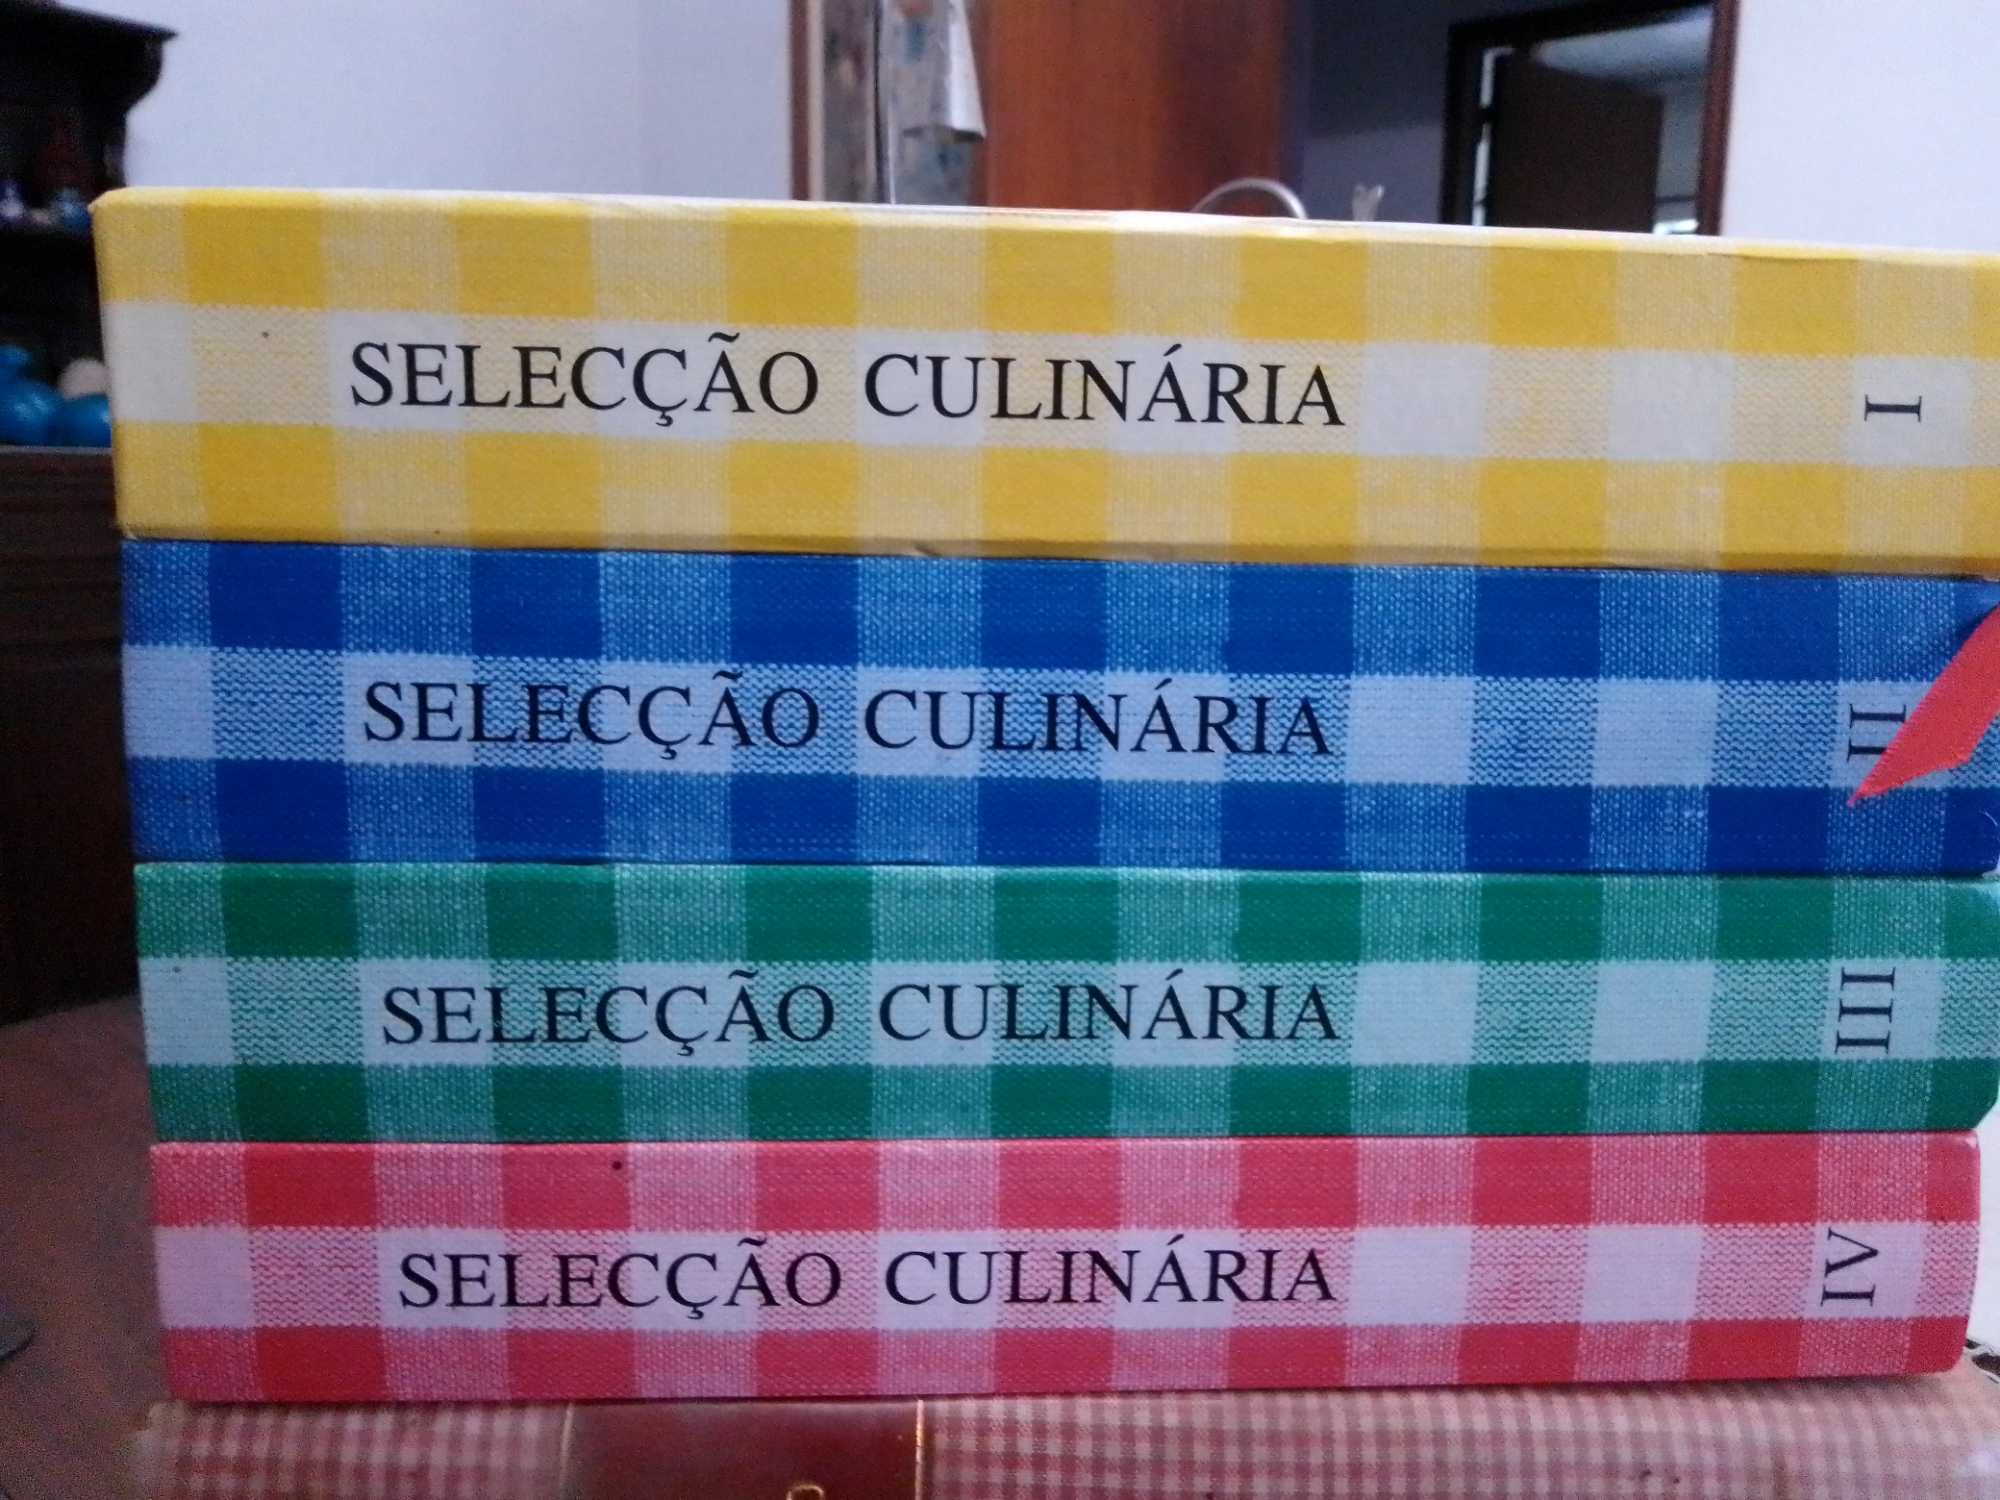 SELECÇÃO CULINÁRIA I
SELECÇÃO CULINÁRIA II
SELECÇÃO CULINÁRIA III
SELECÇÃO CULINÁRIA IV